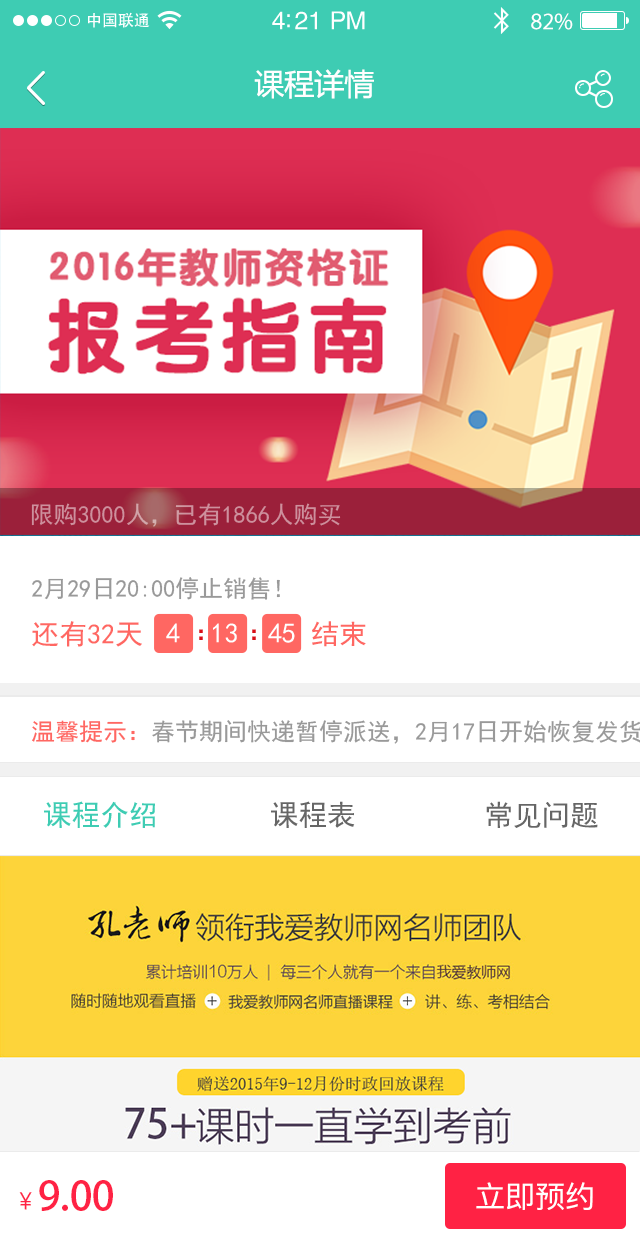 中国联通 4:21 PM 82%
课程详情
2016年教师资格证
报考指南
限购3000人，已有1866人购买
2月29日20:00停止销售！
还有32天 4:13:45 结束
温馨提示：春节期间快递暂停派送，2月17日开始恢复发货
课程介绍 课程表 常见问题
孔老师领衔我爱教师网名师团队
累计培训10万人｜每三个人就有一个来自我爱教师网
随时随地观看直播 + 我爱教师网名师直播课程 + 讲、练、考相结合
赠送2015年9-12月份时政回放课程
75+课时一直学到考前
¥9.00 立即预约